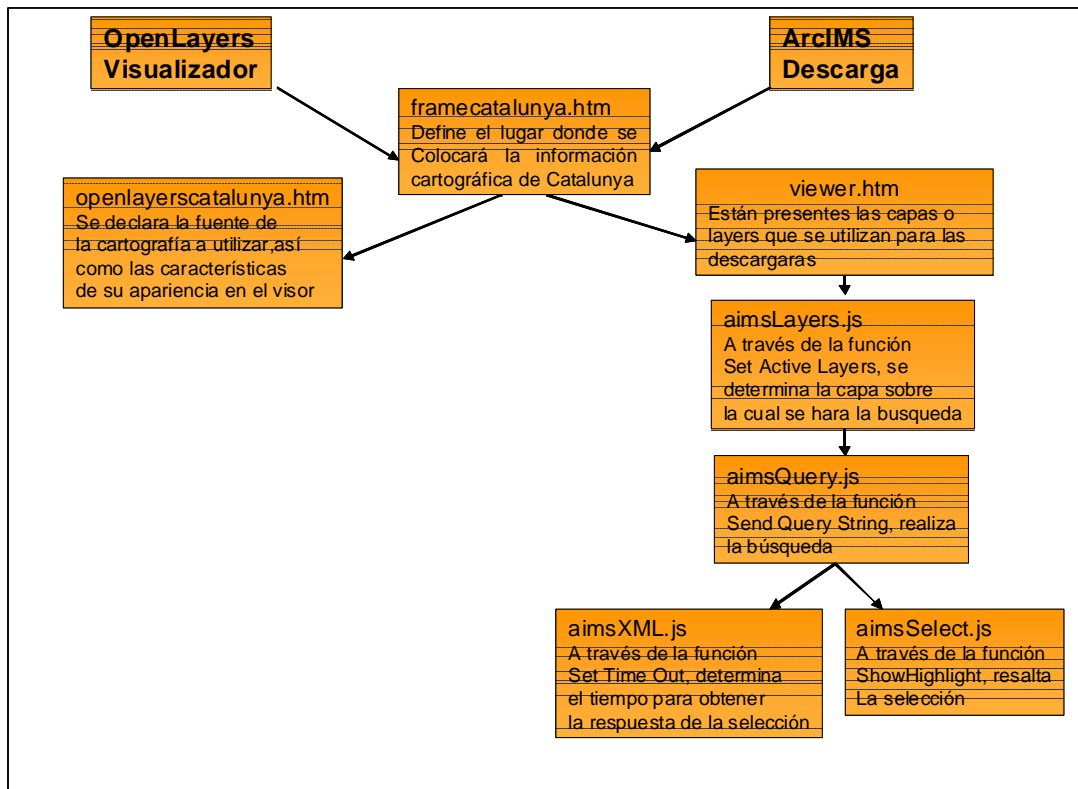 OpenLayers
Visualizador
ArcIMS
Descarga
framecatalunya.htm
Define el lugar donde se
Colocará la información
cartográfica de Catalunya
openlayerscatalunya.htm
Se declara la fuente de
la cartografía a utilizar,así
como las características
de su apariencia en el visor
viewer.htm
Están presentes las capas o
layers que se utilizan para las
descargaras
aimsLayers.js
A través de la función
Set Active Layers, se
determina la capa sobre
la cual se hara la busqueda
aimsQuery.js
A través de la función
Send Query String, realiza
la búsqueda
aimsXML.js
A través de la función
Set Time Out, determina
el tiempo para obtener
la respuesta de la selección
aimsSelect.js
A través de la función
ShowHighlight, resalta
La selección